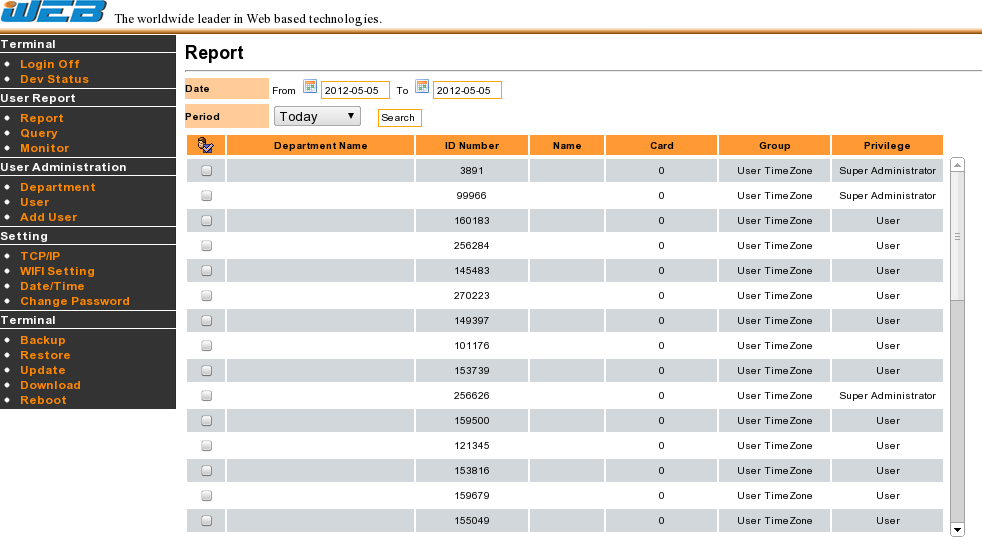 iWEB The worldwide leader in Web based technologies.
Terminal
Login Off
Dev Status
User Report
Report
Query
Monitor
User Administration
Department
User
Add User
Setting
TCP/IP
WIFI Setting
Date/Time
Change Password
Terminal
Backup
Restore
Update
Download
Reboot
Report
Date From 2012-05-05 To 2012-05-05
Period Today Search
Department Name ID Number Name Card Group Privilege
3891 0 User TimeZone Super Administrator
99966 0 User TimeZone Super Administrator
160183 0 User TimeZone User
256284 0 User TimeZone User
145483 0 User TimeZone User
270223 0 User TimeZone User
149397 0 User TimeZone User
101176 0 User TimeZone User
153739 0 User TimeZone User
256626 0 User TimeZone Super Administrator
159500 0 User TimeZone User
121345 0 User TimeZone User
153816 0 User TimeZone User
159679 0 User TimeZone User
155049 0 User TimeZone User